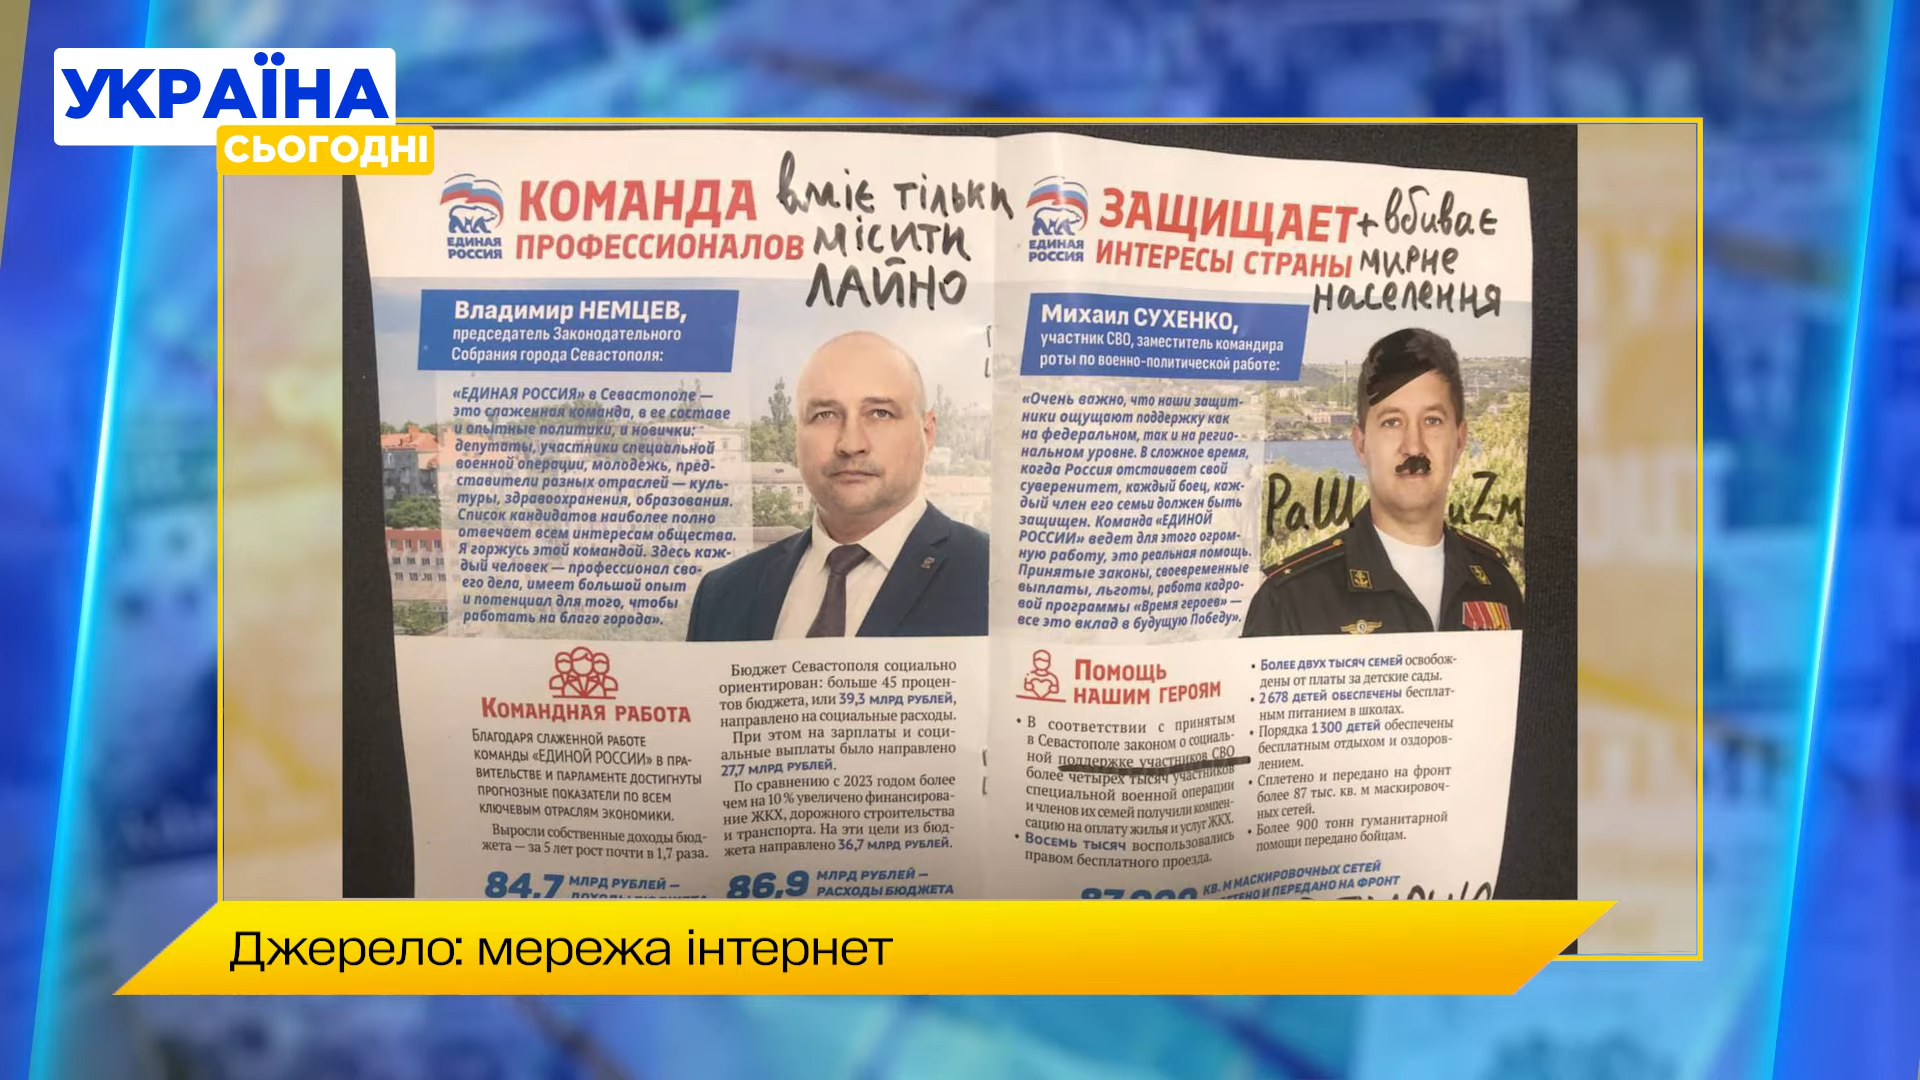 УКРАЇНА
СЬОГОДНІ
ЕДИНАЯ
РОССИЯ
КОМАНДА
ПРОФЕССИОНАЛОВ
вміє тільки
місити
ЛАЙНО
Владимир НЕМЦЕВ,
председатель Законодательного
Собрания города Севастополя:
«ЕДИНАЯ РОССИЯ» в Севастополе —
это слаженная команда, в ее составе
и опытные политики, и новички:
депутаты, участники специальной
военной операции, молодежь, пред-
ставители разных отраслей — куль-
туры, здравоохранения, образования.
Список кандидатов наиболее полно
отвечает всем интересам общества.
Я горжусь этой командой. Здесь каж-
дый человек — профессионал сво-
его дела, имеет большой опыт
и потенциал для того, чтобы
работать на благо города».
КОМАНДНАЯ РАБОТА
БЛАГОДАРЯ СЛАЖЕННОЙ РАБОТЕ
КОМАНДЫ «ЕДИНОЙ РОССИИ» В ПРА-
ВИТЕЛЬСТВЕ И ПАРЛАМЕНТЕ ДОСТИГНУТЫ
ПРОГНОЗНЫЕ ПОКАЗАТЕЛИ ПО ВСЕМ
КЛЮЧЕВЫМ ОТРАСЛЯМ ЭКОНОМИКИ.
Выросли собственные доходы бюд-
жета — за 5 лет рост почти в 1,7 раза.
84,7 МЛРД РУБЛЕЙ —
ДОХОДЫ БЮДЖЕТА
Бюджет Севастополя социально
ориентирован: больше 45 процен-
тов бюджета, или 39,3 МЛРД РУБЛЕЙ,
направлено на социальные расходы.
При этом на зарплаты и соци-
альные выплаты было направлено
27,7 МЛРД РУБЛЕЙ.
По сравнению с 2023 годом более
чем на 10 % увеличено финансирова-
ние ЖКХ, дорожного строительства
и транспорта. На эти цели из бюд-
жета направлено 36,7 МЛРД РУБЛЕЙ.
86,9 МЛРД РУБЛЕЙ —
РАСХОДЫ БЮДЖЕТА
ЕДИНАЯ
РОССИЯ
ЗАЩИЩАЕТ
ИНТЕРЕСЫ СТРАНЫ
+ вбиває
мирне
населення
Михаил СУХЕНКО,
участник СВО, заместитель командира
роты по военно-политической работе:
«Очень важно, что наши защит-
ники ощущают поддержку как
на федеральном, так и на регио-
нальном уровне. В сложное время,
когда Россия отстаивает свой
суверенитет, каждый боец, каж-
дый член его семьи должен быть
защищен. Команда «ЕДИНОЙ
РОССИИ» ведет для этого огром-
ную работу, это реальная помощь.
Принятые законы, своевременные
выплаты, льготы, работа кадро-
вой программы «Время героев» —
все это вклад в будущую Победу».
РаШ иZм
ПОМОЩЬ
НАШИМ ГЕРОЯМ
• В соответствии с принятым
в Севастополе законом о социаль-
ной поддержке участников СВО
более четырех тысяч участников
специальной военной операции
и членов их семей получили компен-
сацию на оплату жилья и услуг ЖКХ.
• ВОСЕМЬ ТЫСЯЧ воспользовались
правом бесплатного проезда.
• БОЛЕЕ ДВУХ ТЫСЯЧ СЕМЕЙ освобож-
дены от платы за детские сады.
• 2 678 ДЕТЕЙ ОБЕСПЕЧЕНЫ бесплат-
ным питанием в школах.
• Порядка 1 300 ДЕТЕЙ обеспечены
бесплатным отдыхом и оздоров-
лением.
• Сплетено и передано на фронт
более 87 тыс. кв. м маскировоч-
ных сетей.
• Более 900 тонн гуманитарной
помощи передано бойцам.
87 000 КВ. М МАСКИРОВОЧНЫХ СЕТЕЙ
И ПЕРЕДАНО НА ФРОНТ
Джерело: мережа інтернет